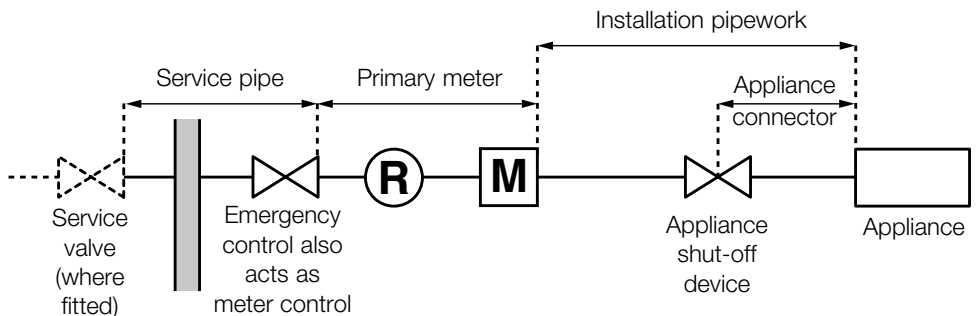 Installation pipework
Service pipe
Primary meter
Appliance
connector
R
M
Service
valve
(where
fitted)
Emergency
control also
acts as
meter control
Appliance
shut-off
device
Appliance